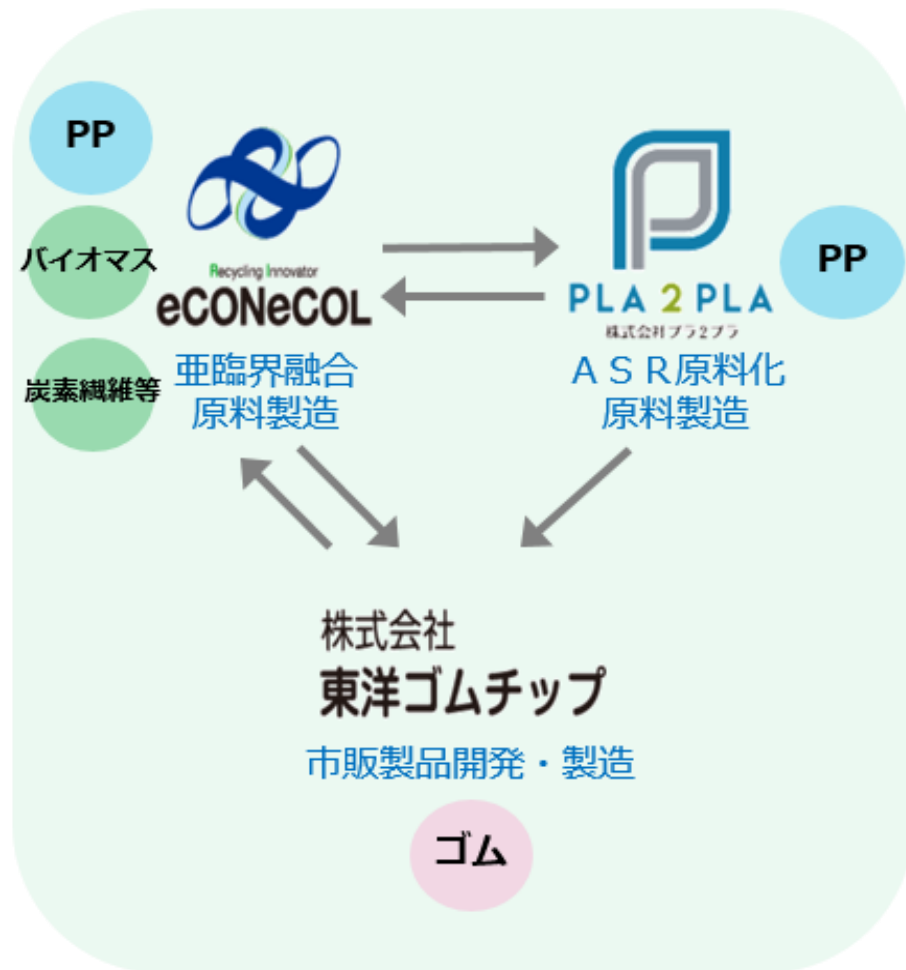 PP
バイオマス
炭素繊維等
Recycling Innovator
eCONeCOL
亜臨界融合
原料製造
PLA 2 PLA
株式会社プラ2プラ
ＡＳＲ原料化
原料製造
PP
株式会社
東洋ゴムチップ
市販製品開発・製造
ゴム